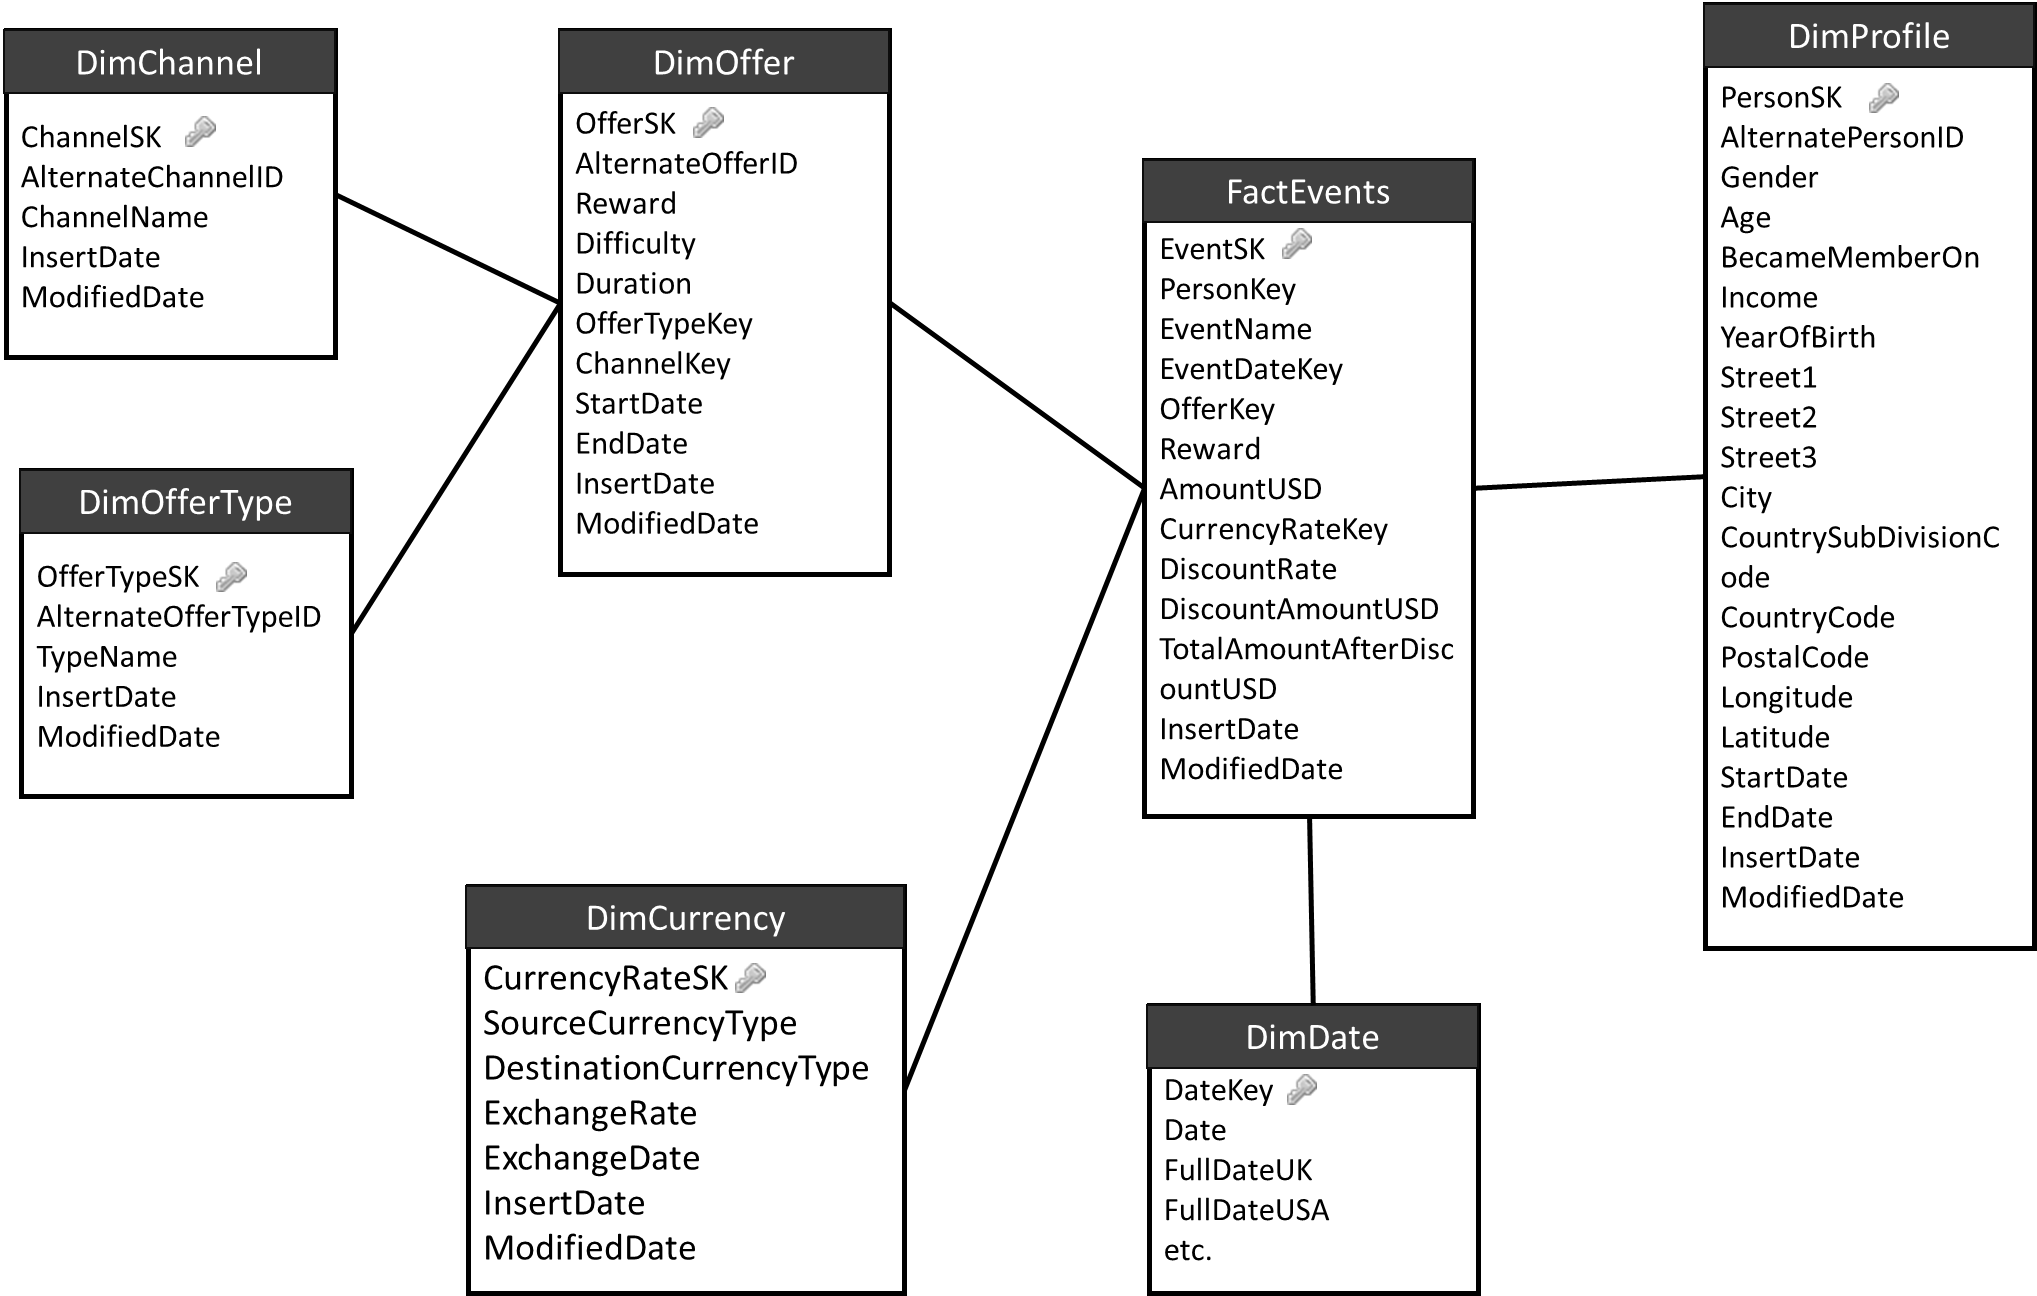 DimChannel
ChannelSK
AlternateChannelID
ChannelName
InsertDate
ModifiedDate
DimOfferType
OfferTypeSK
AlternateOfferTypeID
TypeName
InsertDate
ModifiedDate
DimOffer
OfferSK
AlternateOfferID
Reward
Difficulty
Duration
OfferTypeKey
ChannelKey
StartDate
EndDate
InsertDate
ModifiedDate
DimCurrency
CurrencyRateSK
SourceCurrencyType
DestinationCurrencyType
ExchangeRate
ExchangeDate
InsertDate
ModifiedDate
FactEvents
EventSK
PersonKey
EventName
EventDateKey
OfferKey
Reward
AmountUSD
CurrencyRateKey
DiscountRate
DiscountAmountUSD
TotalAmountAfterDisc
ountUSD
InsertDate
ModifiedDate
DimDate
DateKey
Date
FullDateUK
FullDateUSA
etc.
DimProfile
PersonSK
AlternatePersonID
Gender
Age
BecameMemberOn
Income
YearOfBirth
Street1
Street2
Street3
City
CountrySubDivisionC
ode
CountryCode
PostalCode
Longitude
Latitude
StartDate
EndDate
InsertDate
ModifiedDate